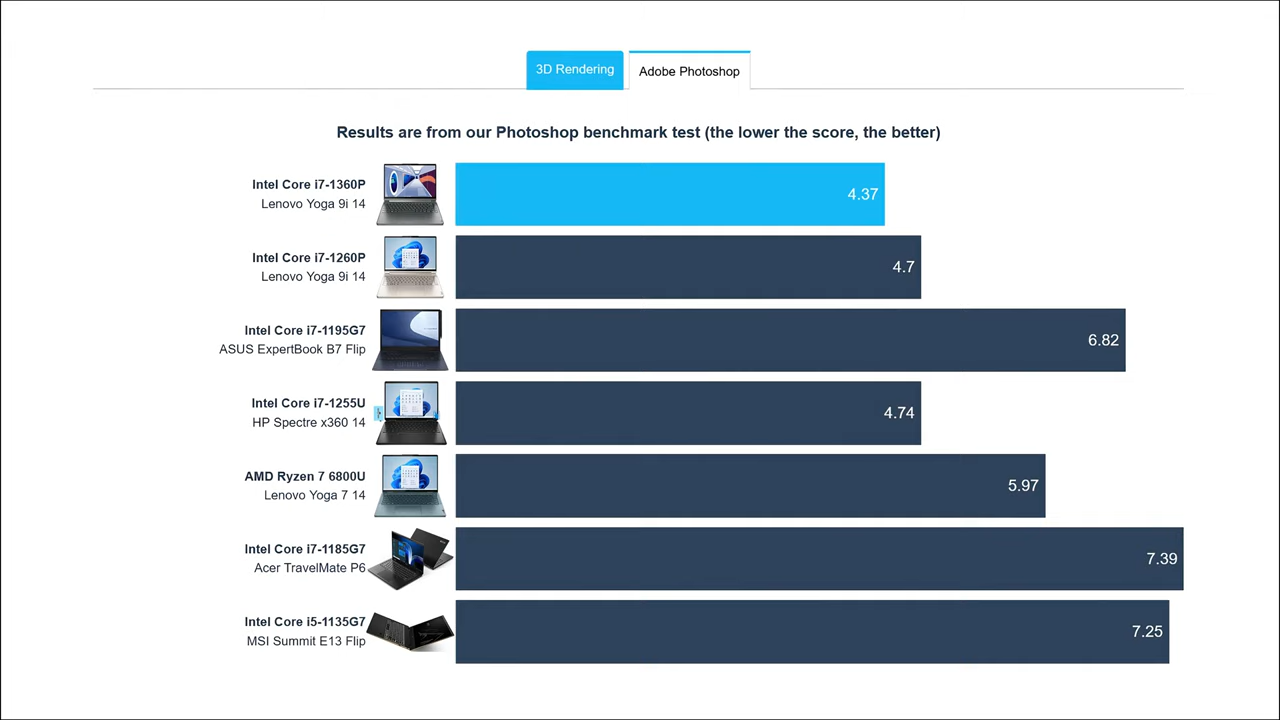 3D Rendering
Adobe Photoshop
Results are from our Photoshop benchmark test (the lower the score, the better)
Intel Core i7-1360P
Lenovo Yoga 9i 14
4.37
Intel Core i7-1260P
Lenovo Yoga 9i 14
4.7
Intel Core i7-1195G7
ASUS ExpertBook B7 Flip
6.82
Intel Core i7-1255U
HP Spectre x360 14
4.74
AMD Ryzen 7 6800U
Lenovo Yoga 7 14
5.97
Intel Core i7-1185G7
Acer TravelMate P6
7.39
Intel Core i5-1135G7
MSI Summit E13 Flip
7.25